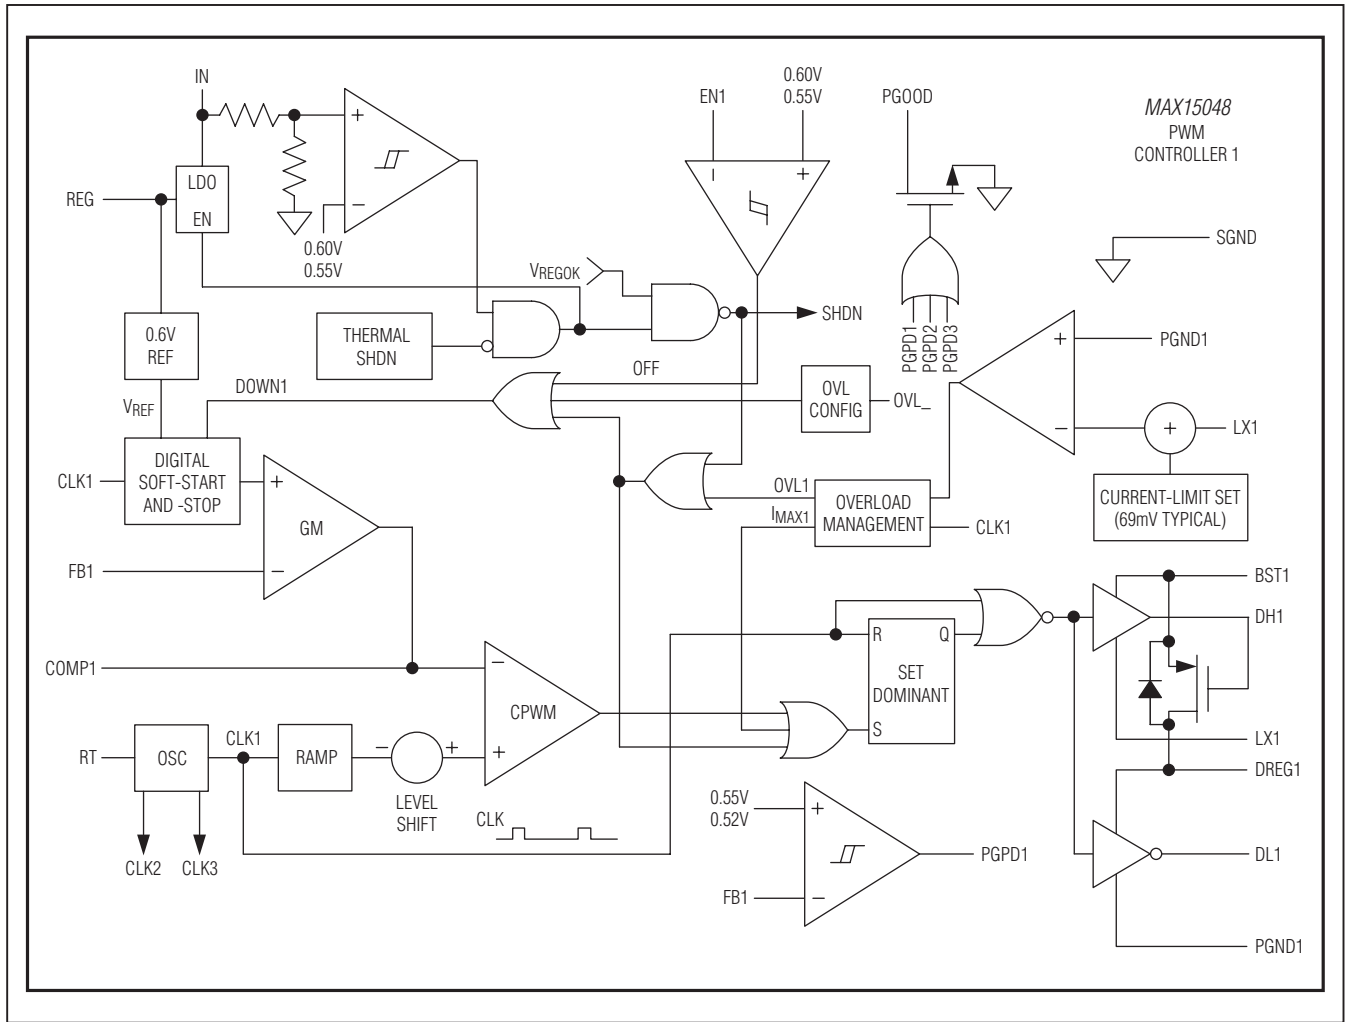 IN
0.60V
0.55V
EN1
PGOOD
MAX15048
PWM
CONTROLLER 1
+
LDO
EN
REG
−
0.60V
0.55V
−
+
SGND
VREGOK
SHDN
0.6V
REF
THERMAL
SHDN
PGPD1
PGPD2
PGPD3
+
PGND1
OFF
OVL
CONFIG
OVL_
DOWN1
VREF
−
+
LX1
DIGITAL
SOFT-START
AND -STOP
CLK1
+
GM
−
FB1
OVL1
IMAX1
OVERLOAD
MANAGEMENT
CLK1
CURRENT-LIMIT SET
(69mV TYPICAL)
BST1
DH1
R
Q
SET
DOMINANT
S
COMP1
−
CPWM
+
RT
OSC
CLK1
RAMP
−
+
LEVEL
SHIFT
LX1
DREG1
CLK
CLK2
CLK3
0.55V
0.52V
+
−
FB1
PGPD1
DL1
PGND1